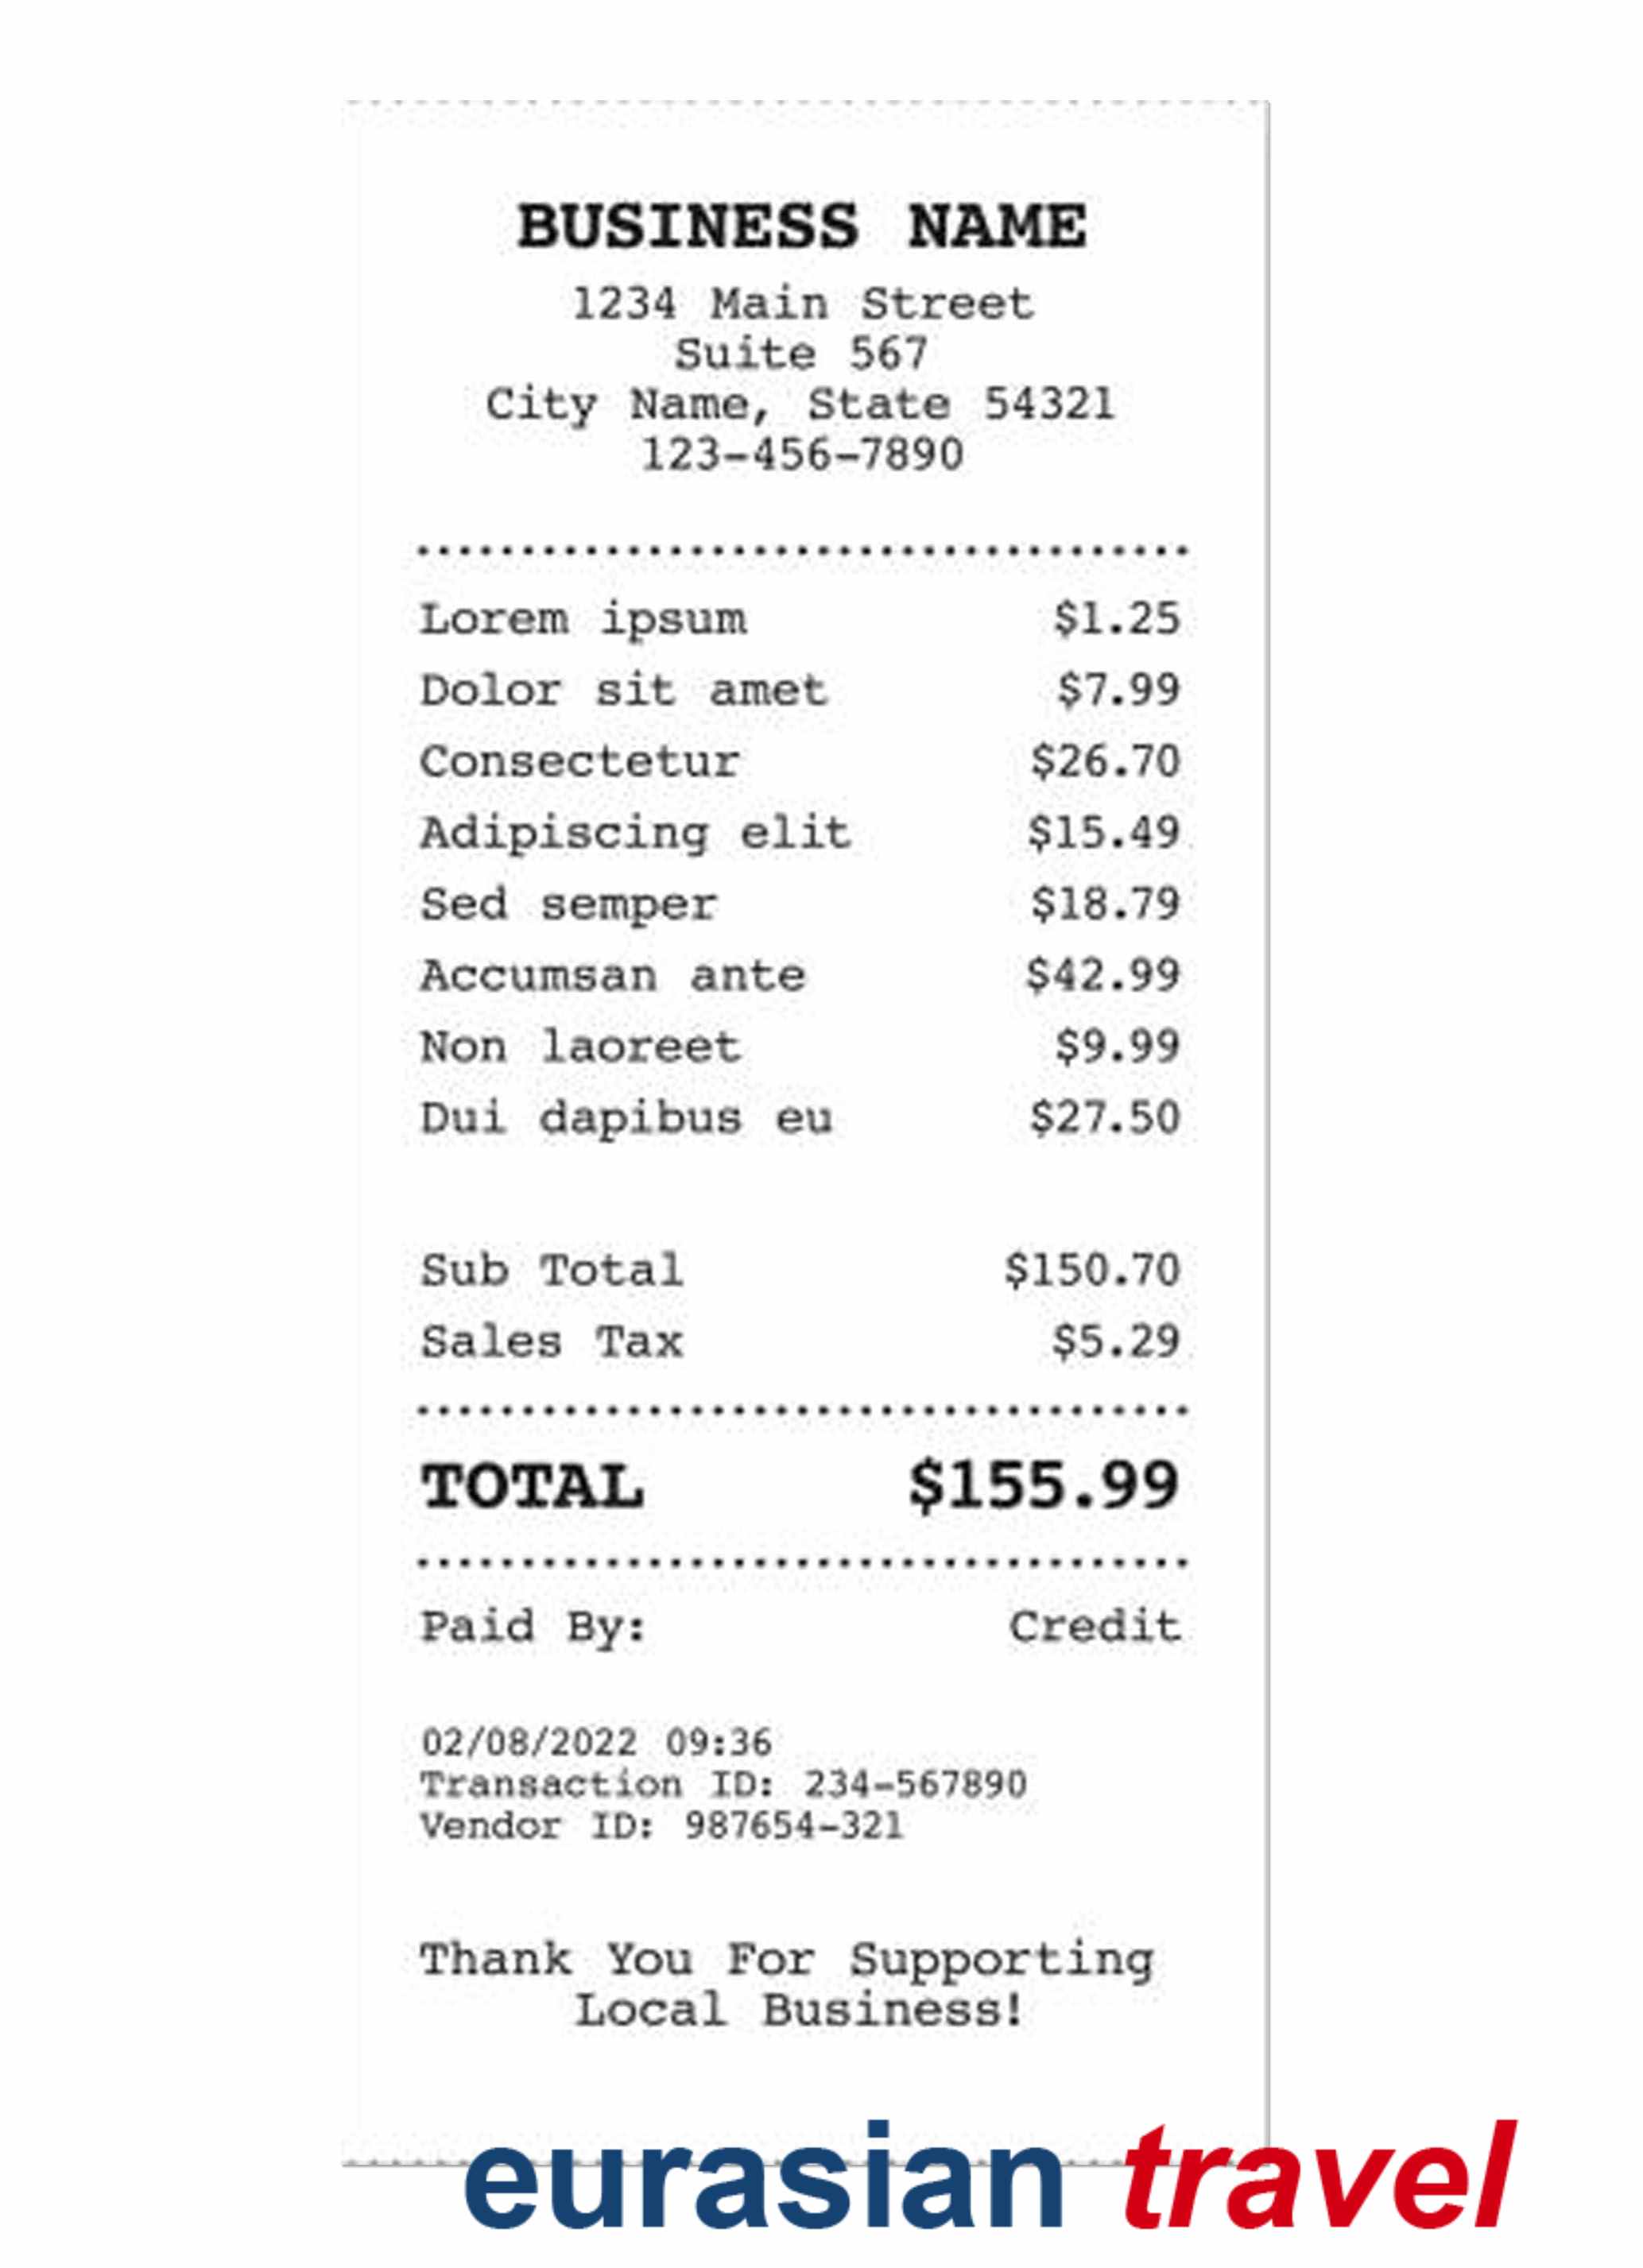 BUSINESS NAME
1234 Main Street
Suite 567
City Name, State 54321
123-456-7890
Lorem ipsum $1.25
Dolor sit amet $7.99
Consectetur $26.70
Adipiscing elit $15.49
Sed semper $18.79
Accumsan ante $42.99
Non laoreet $9.99
Dui dapibus eu $27.50
Sub Total $150.70
Sales Tax $5.29
TOTAL $155.99
Paid By: Credit
02/08/2022 09:36
Transaction ID: 234-567890
Vendor ID: 987654-321
Thank You For Supporting
Local Business!
eurasian travel